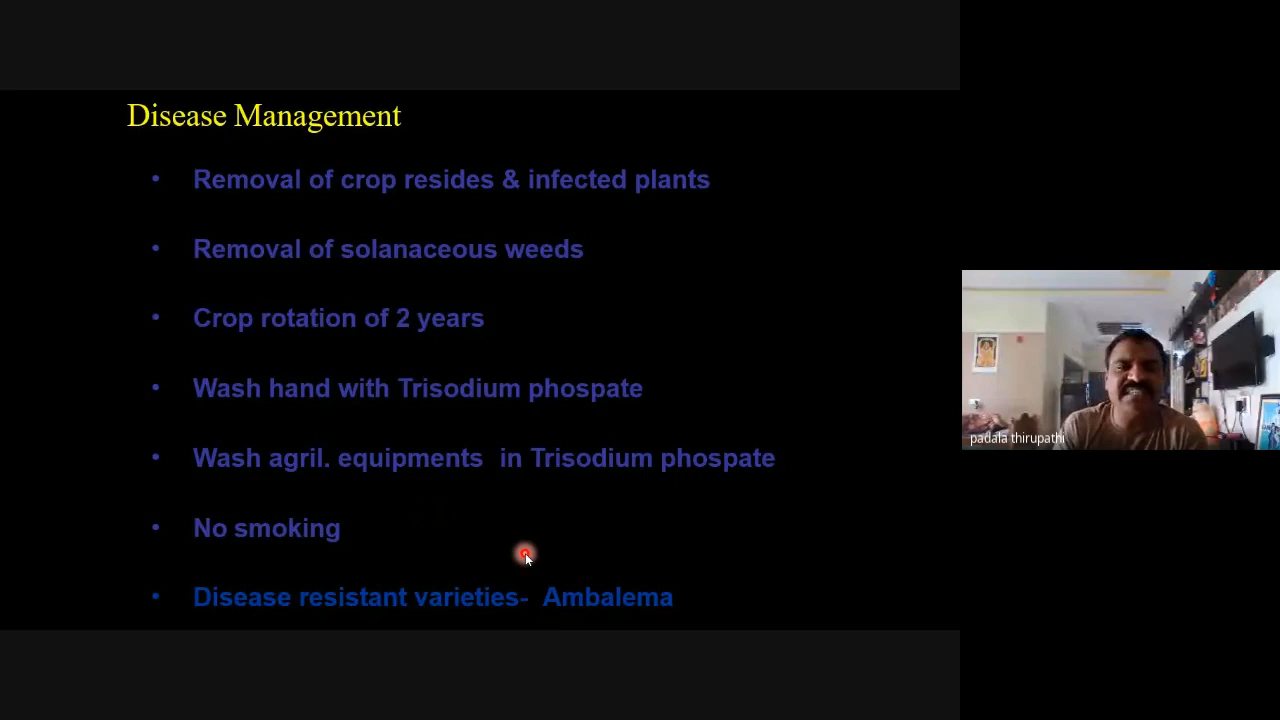 Disease Management
• Removal of crop resides & infected plants
• Removal of solanaceous weeds
• Crop rotation of 2 years
• Wash hand with Trisodium phospate
• Wash agril. equipments in Trisodium phospate
• No smoking
• Disease resistant varieties- Ambalema
padala thirupathi